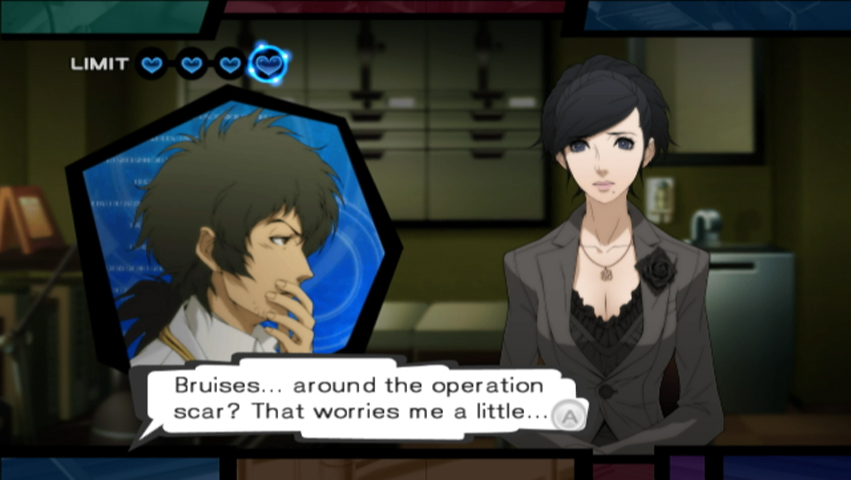 LIMIT
Bruises... around the operation
scar? That worries me a little... A